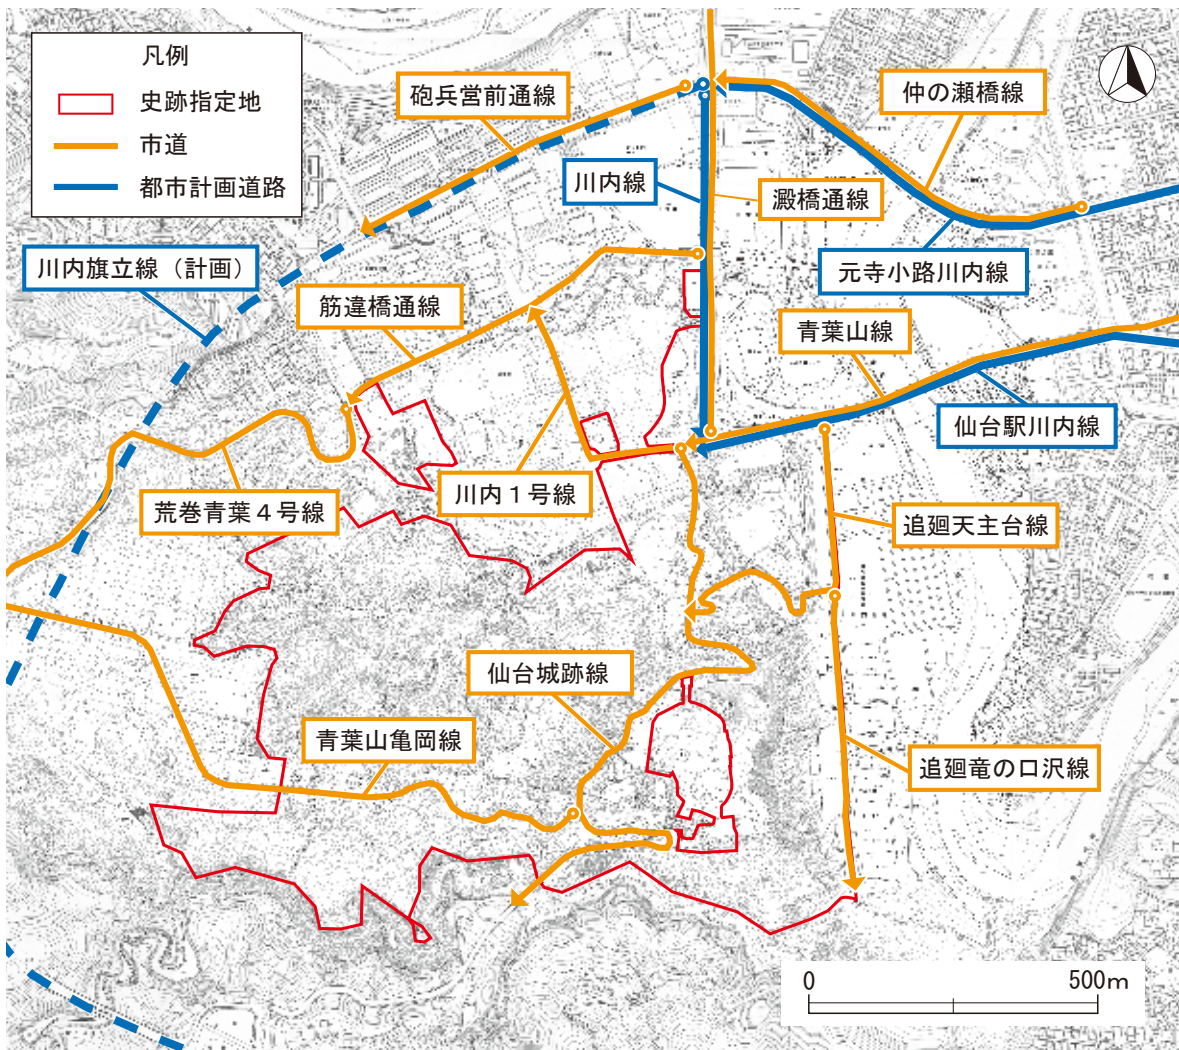 凡例
史跡指定地
市道
都市計画道路
砲兵営前通線
仲の瀬橋線
川内線
澱橋通線
川内旗立線（計画）
元寺小路川内線
筋違橋通線
青葉山線
仙台駅川内線
川内１号線
荒巻青葉４号線
追廻天主台線
仙台城跡線
青葉山亀岡線
追廻竜の口沢線
0
500m